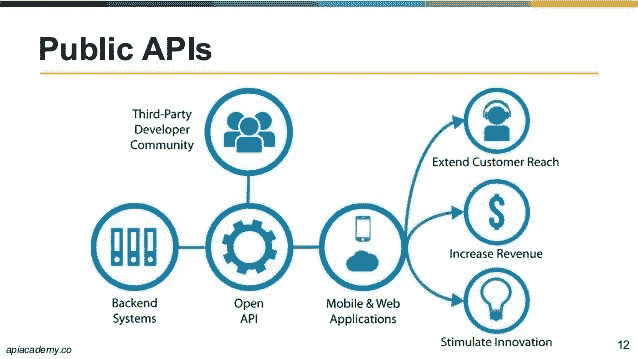 Public APIs
Third-Party
Developer
Community
Extend Customer Reach
$
Increase Revenue
Backend
Systems
Open
API
Mobile & Web
Applications
Stimulate Innovation
apiacademy.co
12